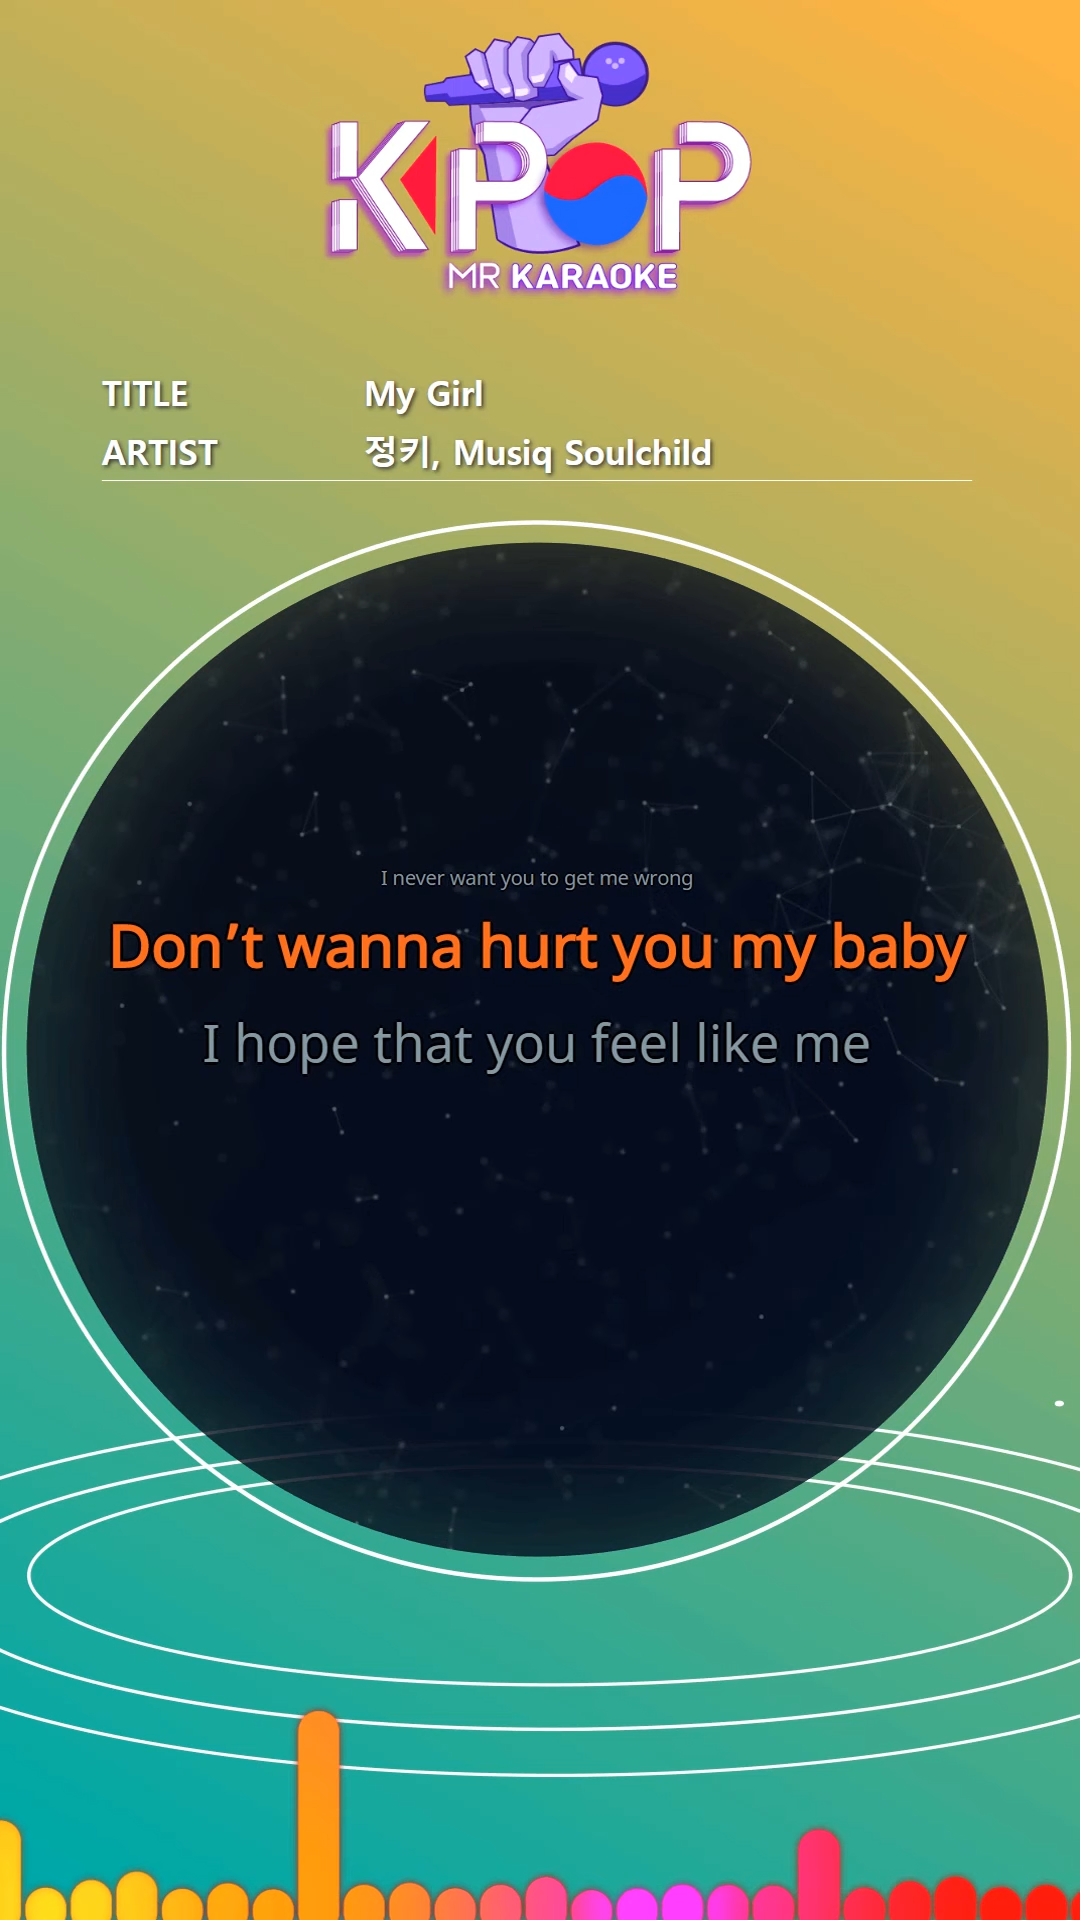 KPOP
MR KARAOKE
TITLE My Girl
ARTIST 정키, Musiq Soulchild
I never want you to get me wrong
Don’t wanna hurt you my baby
I hope that you feel like me